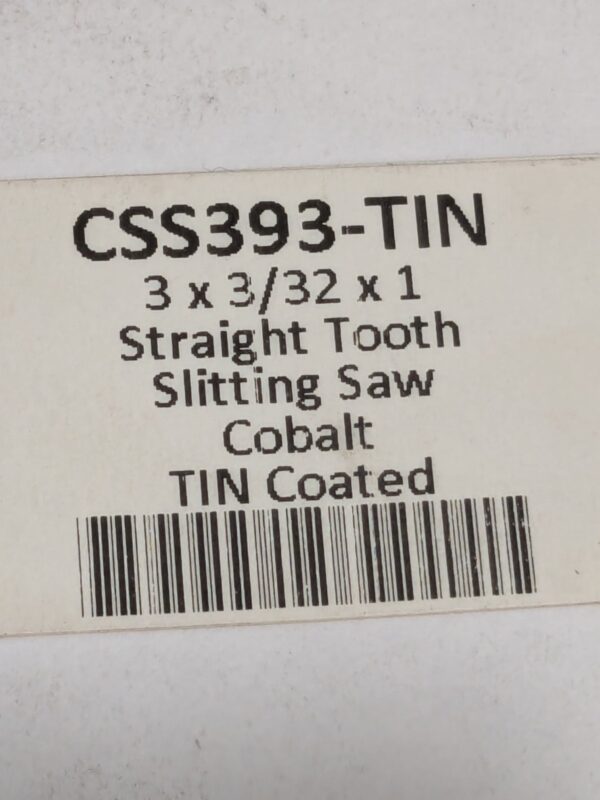 CSS393-TIN
3 x 3/32 x 1
Straight Tooth
Slitting Saw
Cobalt
TIN Coated